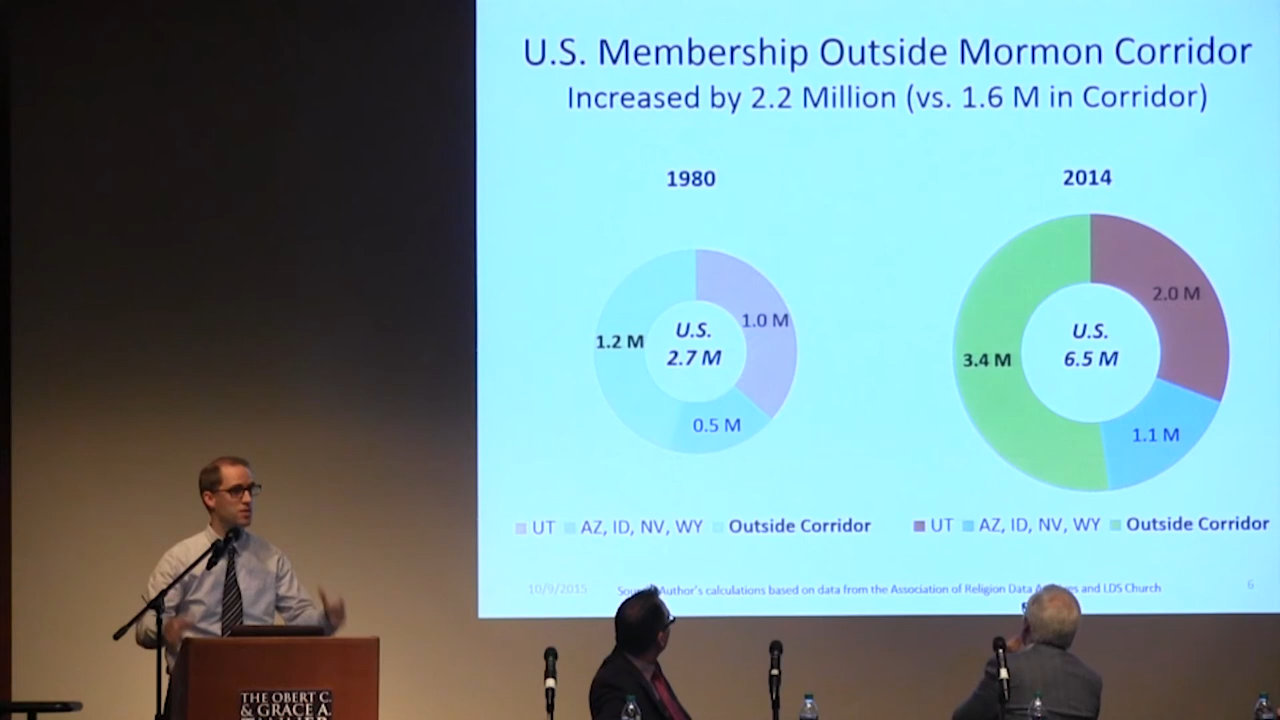 U.S. Membership Outside Mormon Corridor
Increased by 2.2 Million (vs. 1.6 M in Corridor)
1980
2014
1.2 M
U.S.
2.7 M
1.0 M
0.5 M
3.4 M
U.S.
6.5 M
2.0 M
1.1 M
UT AZ, ID, NV, WY Outside Corridor
UT AZ, ID, NV, WY Outside Corridor
10/9/2015
Author's calculations based on data from the Association of Religion Data and LDS Church
6
THE OBERT C.
& GRACE A.